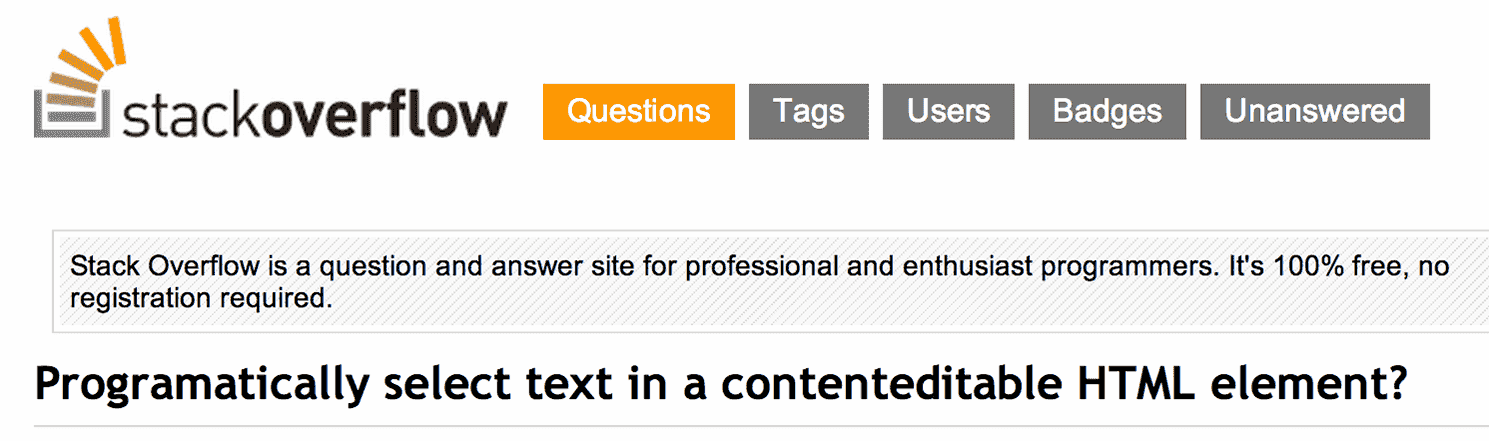 stackoverflow Questions Tags Users Badges Unanswered
Stack Overflow is a question and answer site for professional and enthusiast programmers. It's 100% free, no
registration required.
Programatically select text in a contenteditable HTML element?